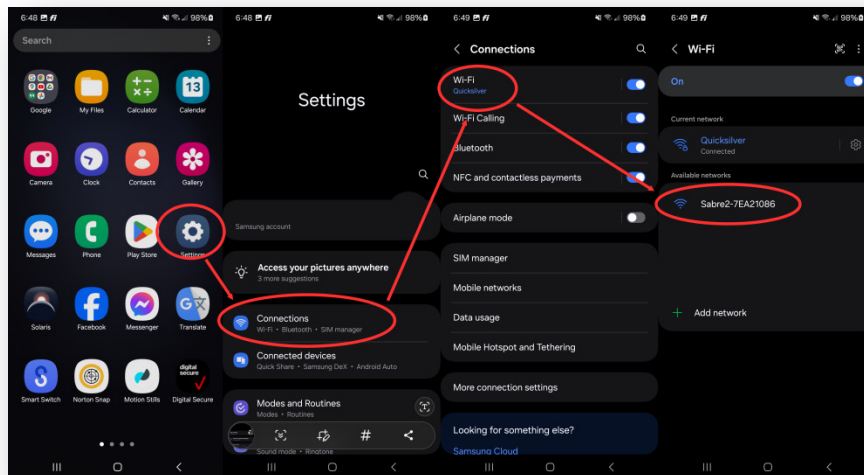 6:48
98%
Search
Google
My Files
Calculator
13
Calendar
Camera
Clock
Contacts
Gallery
Messages
Phone
Play Store
Settings
Solaris
Facebook
Messenger
Translate
Smart Switch
Norton Snap
Motion Stills
digital
secure
Digital Secure
6:48
98%
Settings
Samsung account
Access your pictures anywhere
3 more suggestions
Connections
Wi-Fi • Bluetooth • SIM manager
Connected devices
Quick Share • Samsung DeX • Android Auto
Modes and Routines
Modes • Routines
Sound mode • Ringtone
6:49
98%
Connections
Wi-Fi
Quicksilver
Wi-Fi Calling
Bluetooth
NFC and contactless payments
Airplane mode
SIM manager
Mobile networks
Data usage
Mobile Hotspot and Tethering
More connection settings
Looking for something else?
Samsung Cloud
6:49
98%
Wi-Fi
On
Current network
Quicksilver
Connected
Available networks
Sabre2-7EA21086
Add network